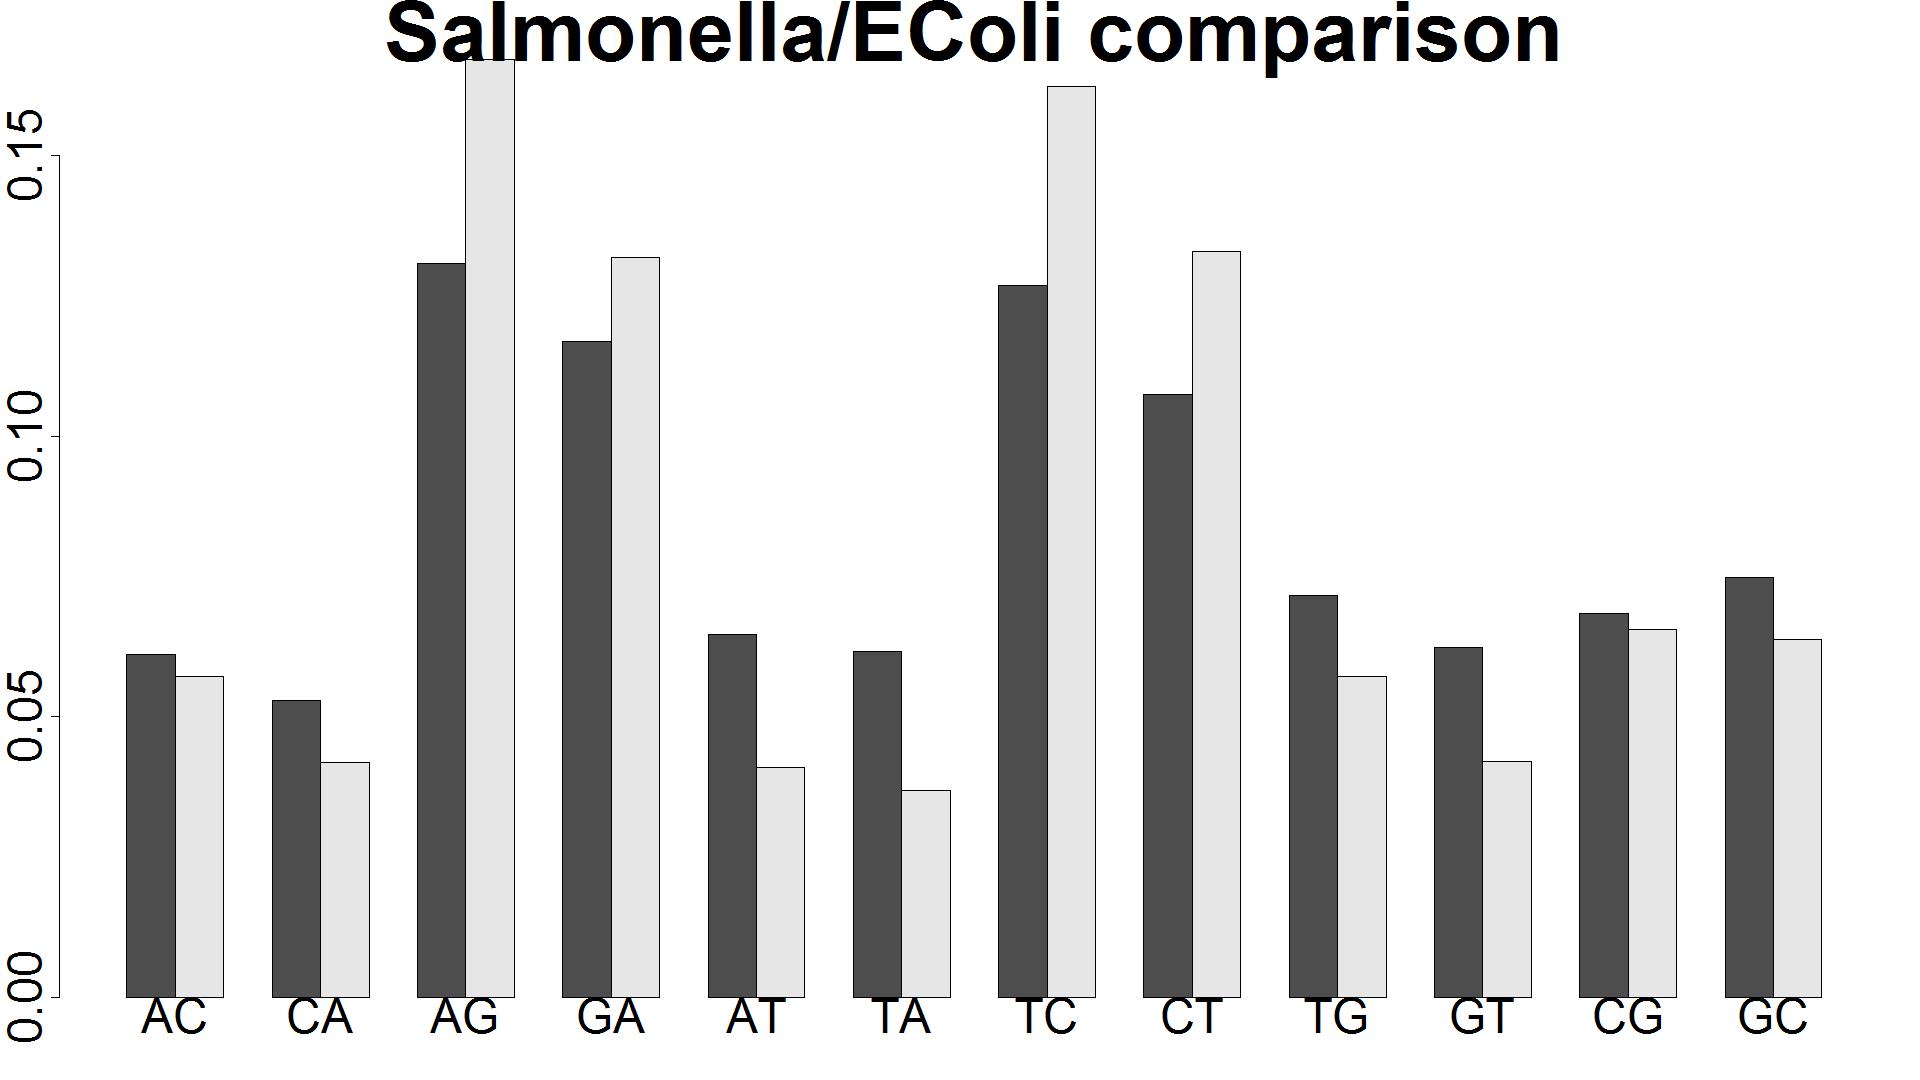 Salmonella/EColi comparison
0.15
0.10
0.05
0.00
AC CA AG GA AT TA TC CT TG GT CG GC